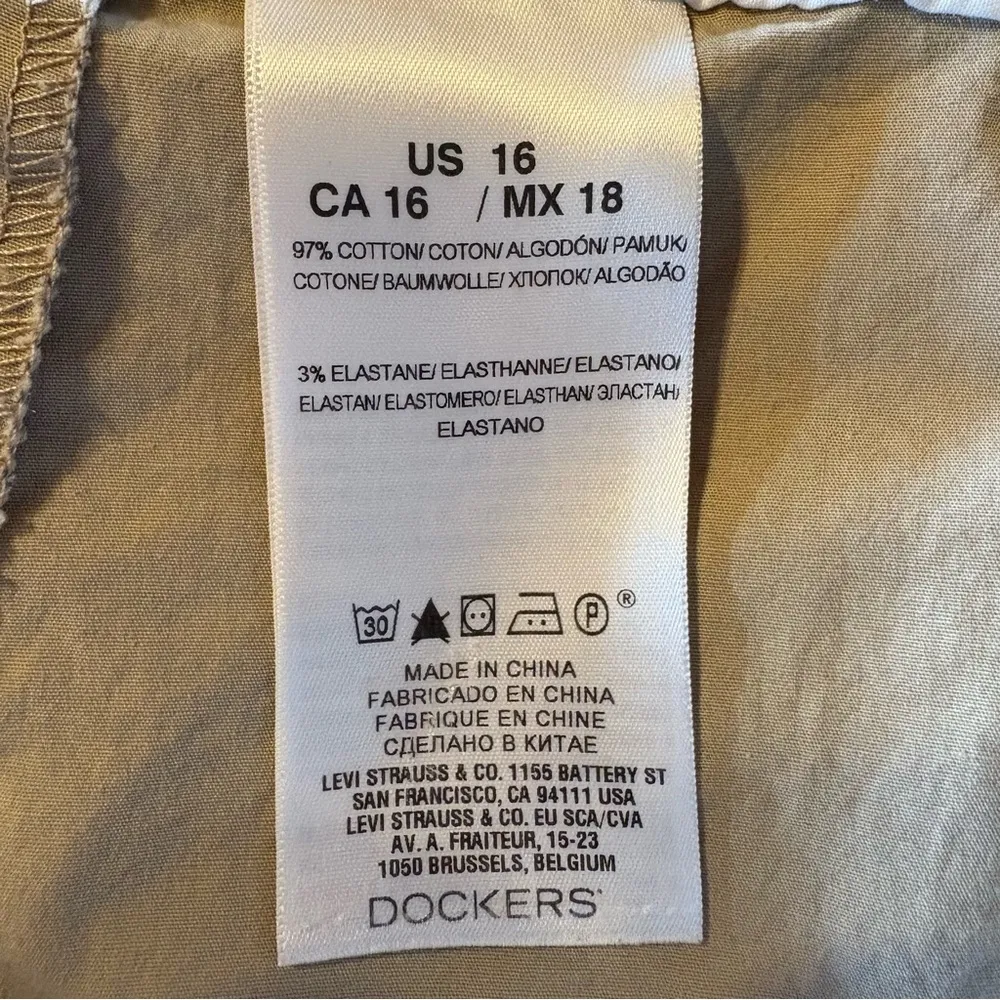 US 16
CA 16 / MX 18
97% COTTON/ COTON/ ALGODÓN/ PAMUK/
COTONE/ BAUMWOLLE/ ХЛОПОК/ ALGODÃO
3% ELASTANE/ ELASTHANNE/ ELASTANO/
ELASTAN/ ELASTOMERO/ ELASTHAN/ ЭЛАСТАН/
ELASTANO
30 P ®
MADE IN CHINA
FABRICADO EN CHINA
FABRIQUE EN CHINE
СДЕЛАНО В КИТАЕ
LEVI STRAUSS & CO. 1155 BATTERY ST
SAN FRANCISCO, CA 94111 USA
LEVI STRAUSS & CO. EU SCA/CVA
AV. A. FRAITEUR, 15-23
1050 BRUSSELS, BELGIUM
DOCKERS